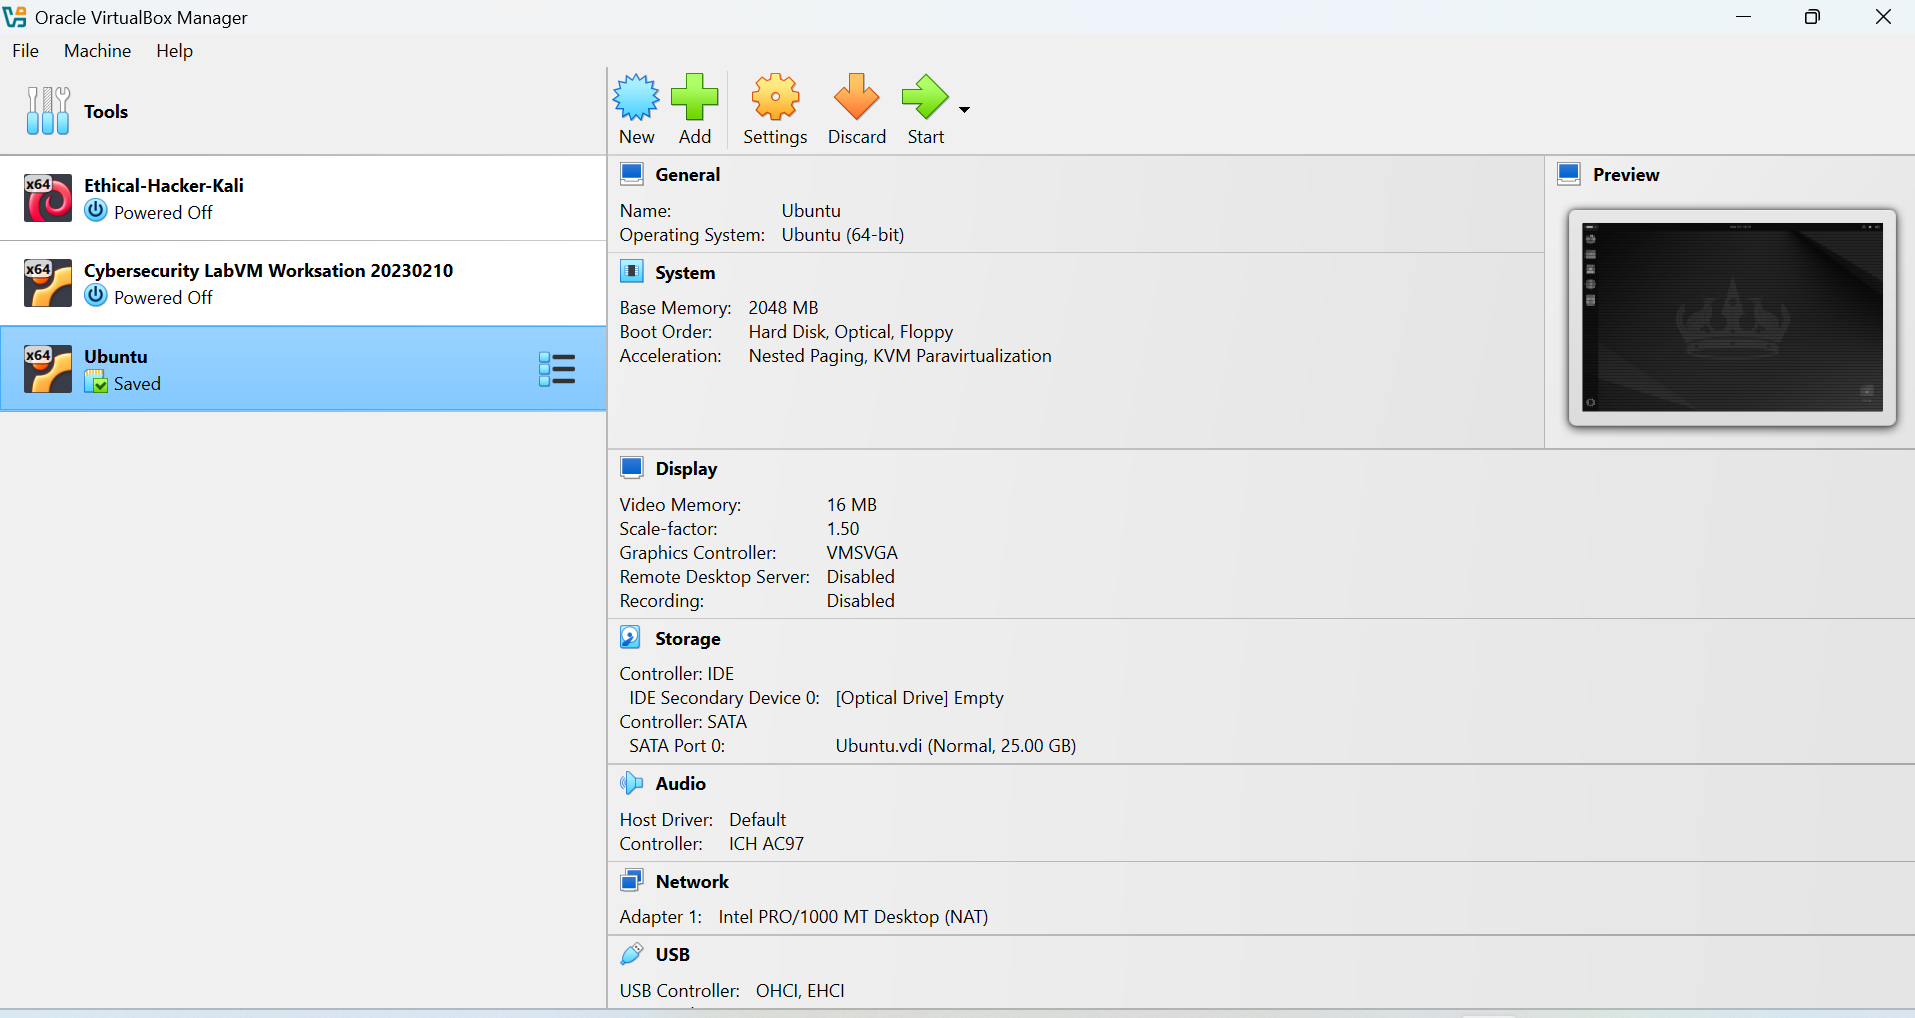 Oracle VirtualBox Manager
File Machine Help
Tools
New Add Settings Discard Start
x64 Ethical-Hacker-Kali
Powered Off
x64 Cybersecurity LabVM Worksation 20230210
Powered Off
x64 Ubuntu
Saved
General
Name: Ubuntu
Operating System: Ubuntu (64-bit)
Preview
System
Base Memory: 2048 MB
Boot Order: Hard Disk, Optical, Floppy
Acceleration: Nested Paging, KVM Paravirtualization
Display
Video Memory: 16 MB
Scale-factor: 1.50
Graphics Controller: VMSVGA
Remote Desktop Server: Disabled
Recording: Disabled
Storage
Controller: IDE
IDE Secondary Device 0: [Optical Drive] Empty
Controller: SATA
SATA Port 0: Ubuntu.vdi (Normal, 25.00 GB)
Audio
Host Driver: Default
Controller: ICH AC97
Network
Adapter 1: Intel PRO/1000 MT Desktop (NAT)
USB
USB Controller: OHCI, EHCI